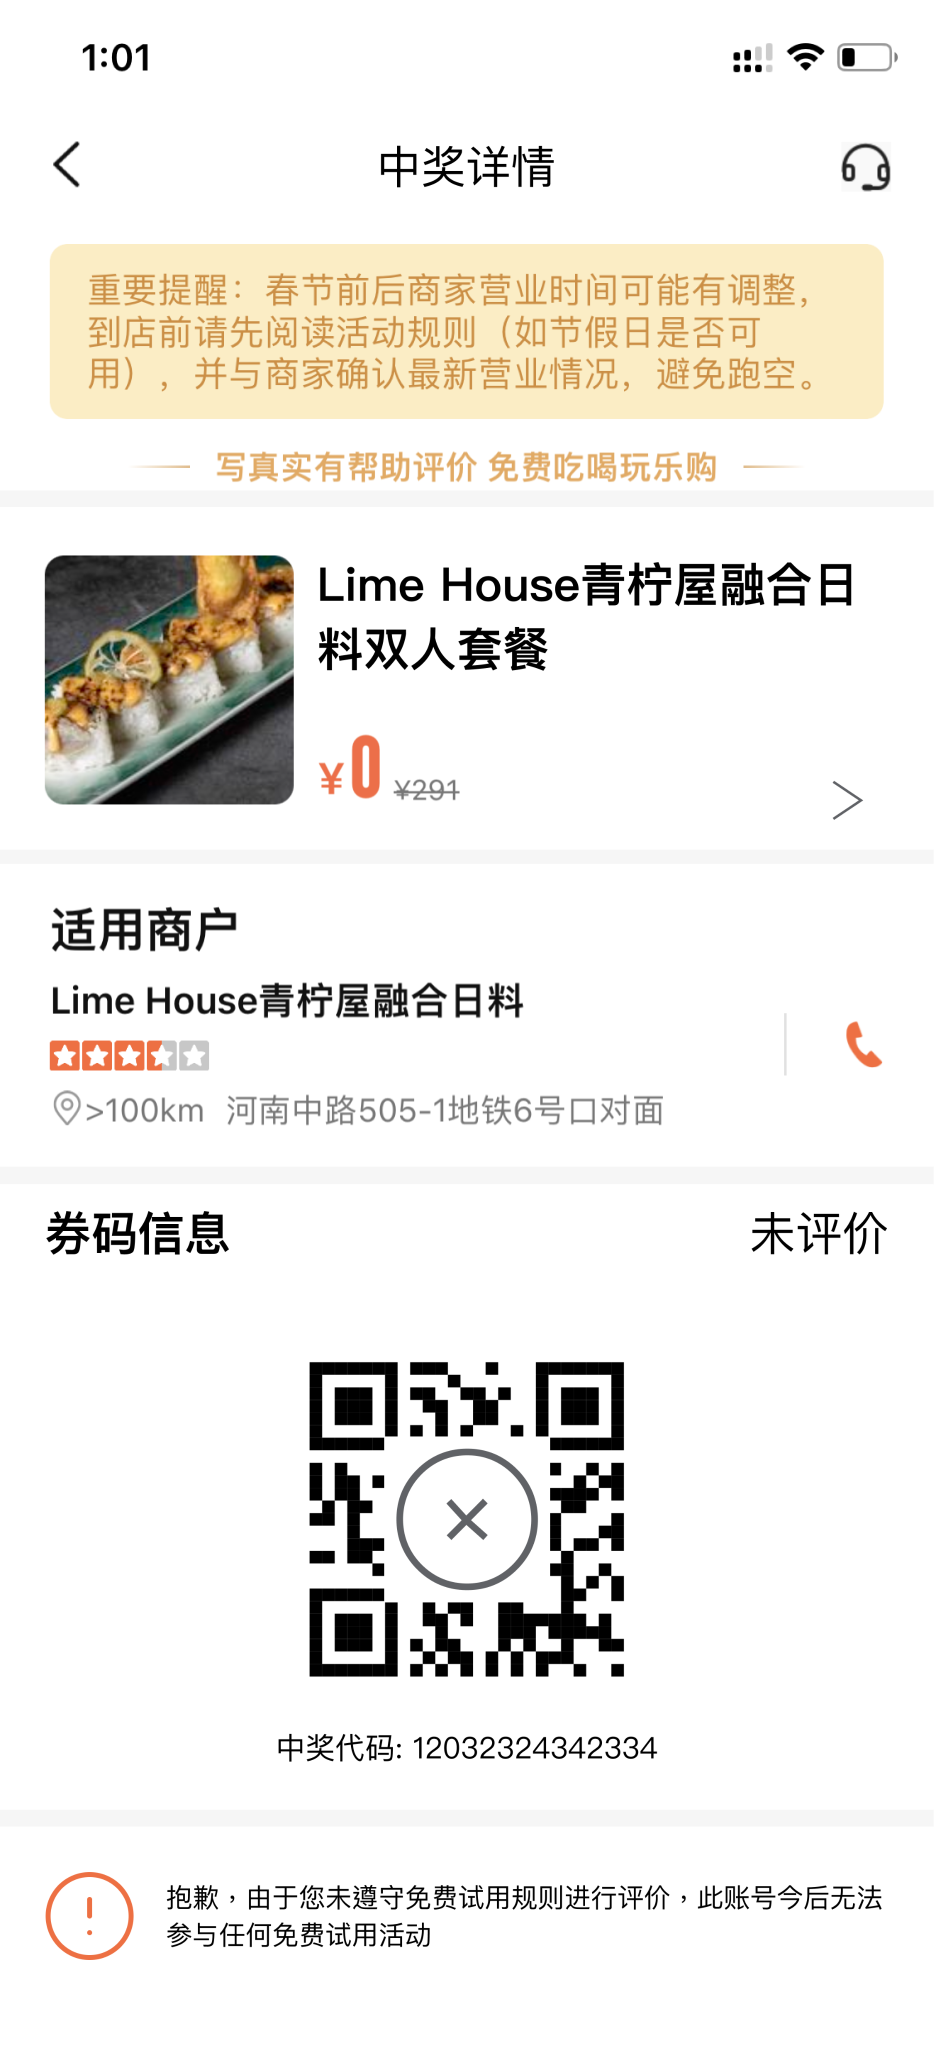 1:01
中奖详情
重要提醒：春节前后商家营业时间可能有调整，
到店前请先阅读活动规则（如节假日是否可
用），并与商家确认最新营业情况，避免跑空。
写真实有帮助评价 免费吃喝玩乐购
Lime House青柠屋融合日
料双人套餐
¥0 ¥291
适用商户
Lime House青柠屋融合日料
>100km 河南中路505-1地铁6号口对面
券码信息
未评价
中奖代码: 12032324342334
抱歉，由于您未遵守免费试用规则进行评价，此账号今后无法
参与任何免费试用活动